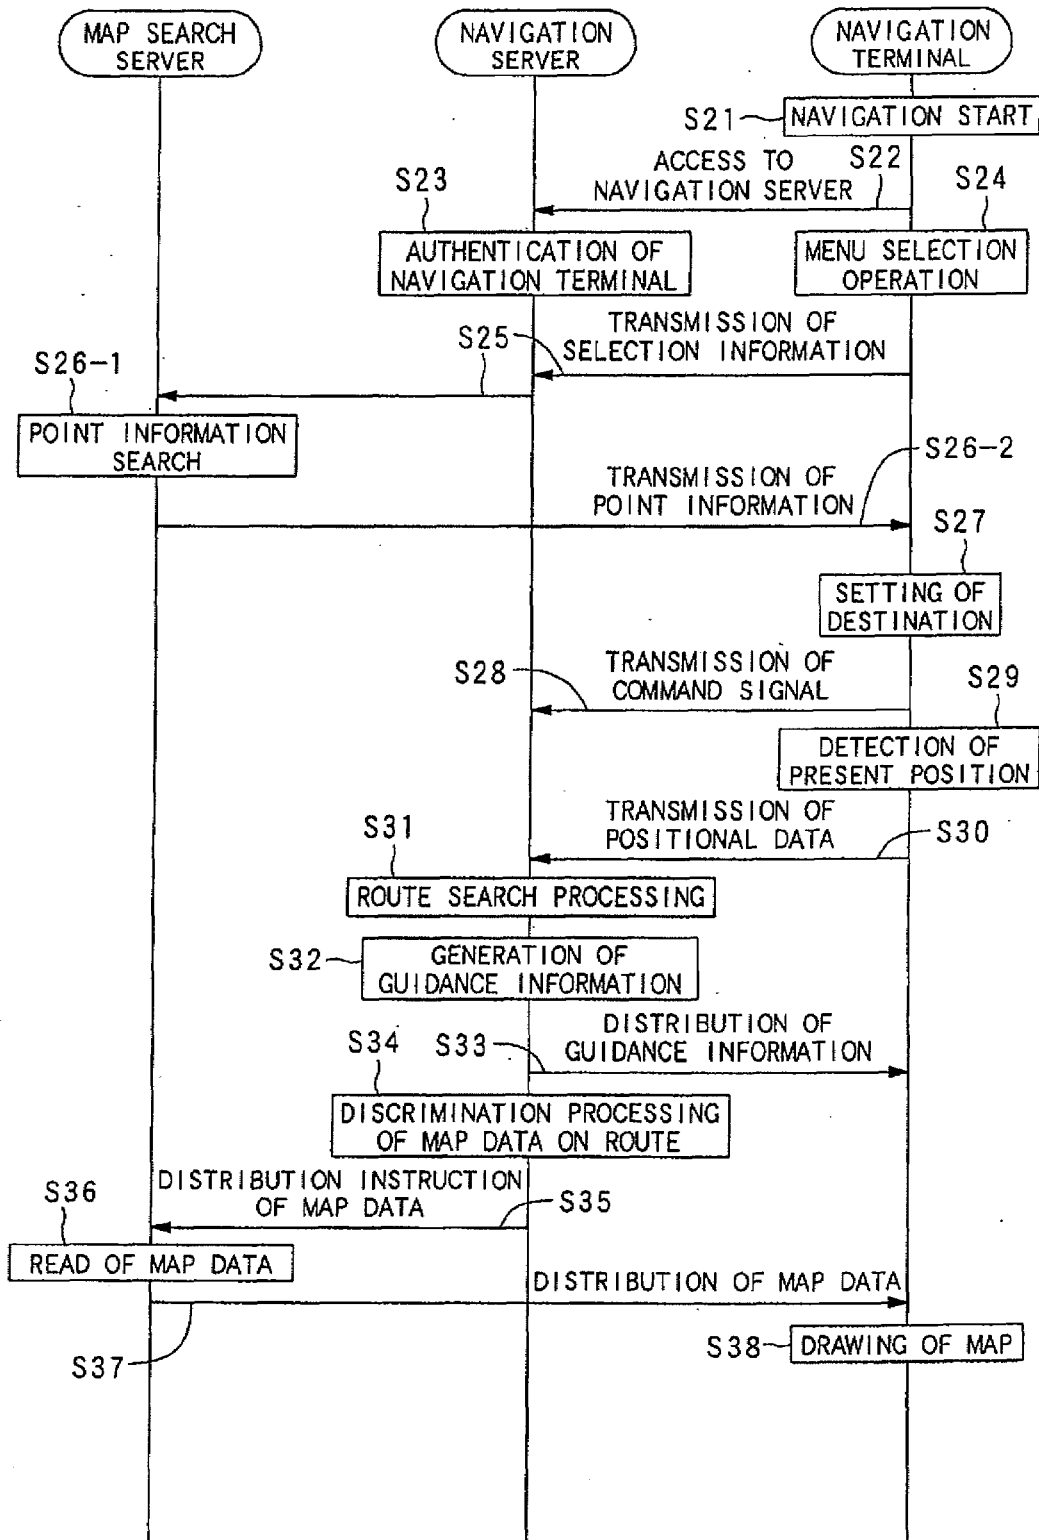 MAP SEARCH
SERVER
NAVIGATION
SERVER
NAVIGATION
TERMINAL
S21
NAVIGATION START
ACCESS TO
NAVIGATION SERVER
S22
S23
S24
AUTHENTICATION OF
NAVIGATION TERMINAL
MENU SELECTION
OPERATION
TRANSMISSION OF
SELECTION INFORMATION
S25
S26-1
POINT INFORMATION
SEARCH
TRANSMISSION OF
POINT INFORMATION
S26-2
S27
SETTING OF
DESTINATION
TRANSMISSION OF
COMMAND SIGNAL
S28
S29
DETECTION OF
PRESENT POSITION
TRANSMISSION OF
POSITIONAL DATA
S30
S31
ROUTE SEARCH PROCESSING
S32
GENERATION OF
GUIDANCE INFORMATION
DISTRIBUTION OF
GUIDANCE INFORMATION
S33
S34
DISCRIMINATION PROCESSING
OF MAP DATA ON ROUTE
DISTRIBUTION INSTRUCTION
OF MAP DATA
S35
S36
READ OF MAP DATA
DISTRIBUTION OF MAP DATA
S37
S38
DRAWING OF MAP